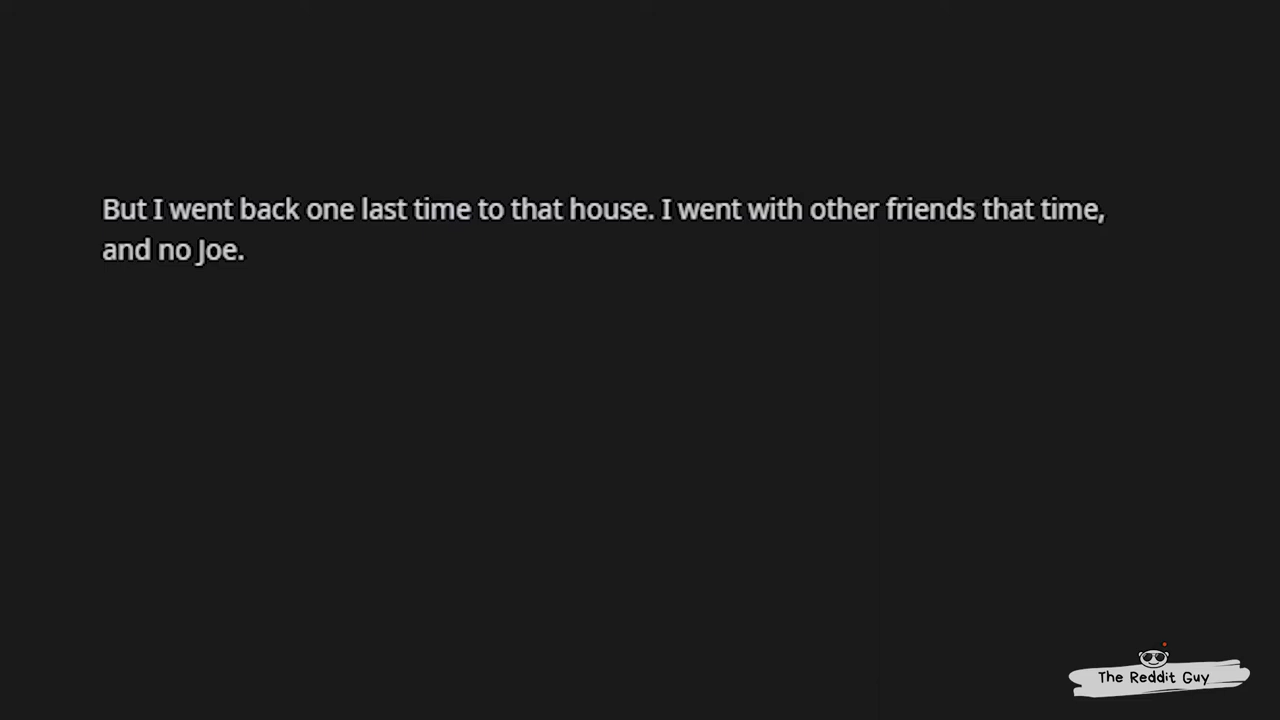 But I went back one last time to that house. I went with other friends that time,
and no Joe.
The Reddit Guy